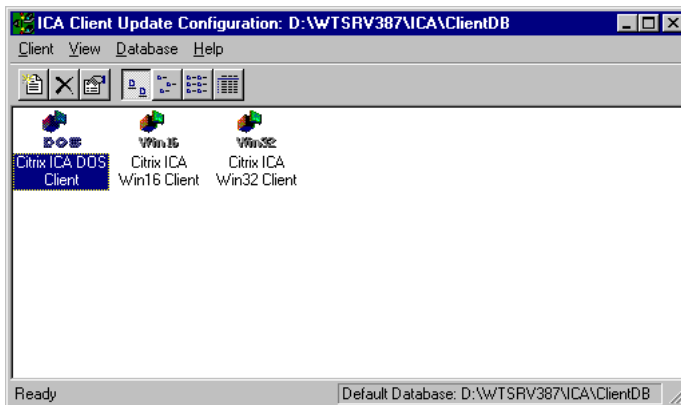 ICA Client Update Configuration: D:\WTSRV387\ICA\ClientDB
Client View Database Help
DOS Win16 Win32
Citrix ICA DOS Client
Citrix ICA Win16 Client
Citrix ICA Win32 Client
Ready
Default Database: D:\WTSRV387\ICA\ClientDB